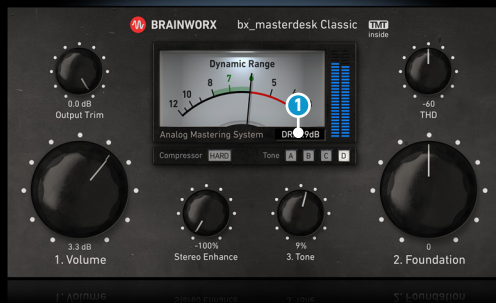 BRAINWORX bx_masterdesk Classic TMT
inside
Dynamic Range
12 10 8 7 6 5
1
Analog Mastering System DR 9dB
Compressor HARD Tone A B C D
0.0 dB
Output Trim
-60
THD
3.3 dB
1. Volume
-100%
Stereo Enhance
9%
3. Tone
0
2. Foundation